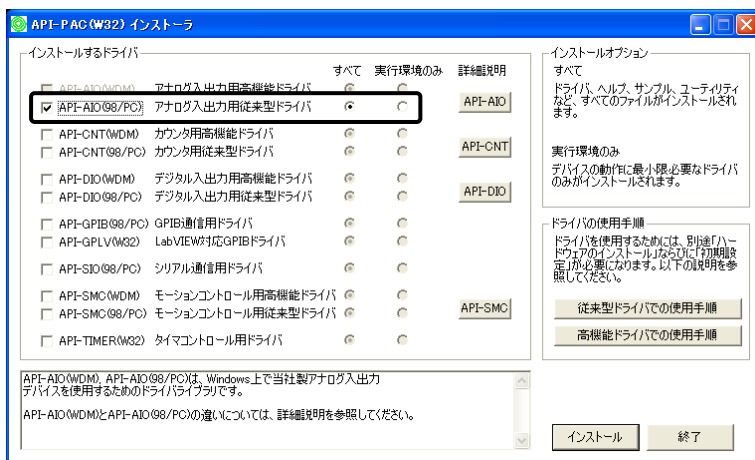 API-PAC(W32) インストーラ
インストールするドライバ
すべて 実行環境のみ 詳細説明
API-AIO(WDM) アナログ入出力用高機能ドライバ
API-AIO(98/PC) アナログ入出力用従来型ドライバ API-AIO
API-CNT(WDM) カウンタ用高機能ドライバ
API-CNT(98/PC) カウンタ用従来型ドライバ API-CNT
API-DIO(WDM) デジタル入出力用高機能ドライバ
API-DIO(98/PC) デジタル入出力用従来型ドライバ API-DIO
API-GPIB(98/PC) GPIB通信用ドライバ
API-GPLV(W32) LabVIEW対応GPIBドライバ
API-SIO(98/PC) シリアル通信用ドライバ
API-SMC(WDM) モーションコントロール用高機能ドライバ
API-SMC(98/PC) モーションコントロール用従来型ドライバ API-SMC
API-TIMER(W32) タイマコントロール用ドライバ
インストールオプション
すべて
ドライバ、ヘルプ、サンプル、ユーティリティ
など、すべてのファイルがインストールされ
ます。
実行環境のみ
デバイスの動作に最小限必要なドライバ
のみがインストールされます。
ドライバの使用手順
ドライバを使用するためには、別途「ハー
ドウェアのインストール」ならびに「初期設
定」が必要になります。以下の説明を参
照してください。
従来型ドライバでの使用手順
高機能ドライバでの使用手順
API-AIO(WDM), API-AIO(98/PC)は、Windows上で当社製アナログ入出力
デバイスを使用するためのドライバライブラリです。
API-AIO(WDM)とAPI-AIO(98/PC)の違いについては、詳細説明を参照してください。
インストール 終了